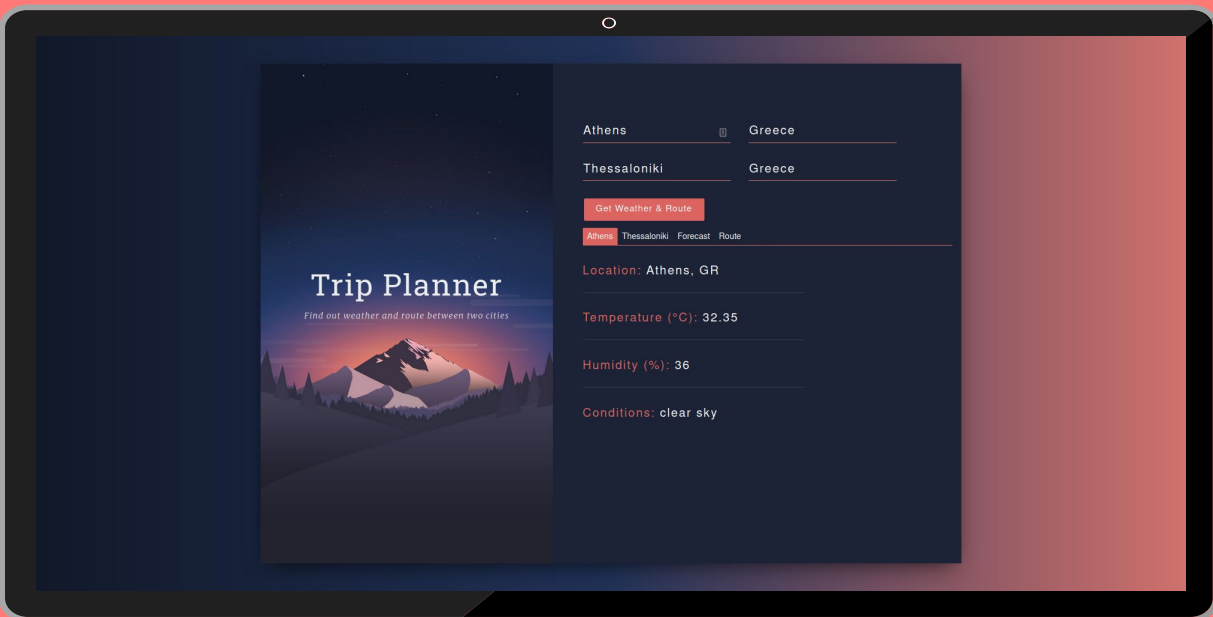 Trip Planner
Find out weather and route between two cities
Athens Greece
Thessaloniki Greece
Get Weather & Route
Athens Thessaloniki Forecast Route
Location: Athens, GR
Temperature (°C): 32.35
Humidity (%): 36
Conditions: clear sky